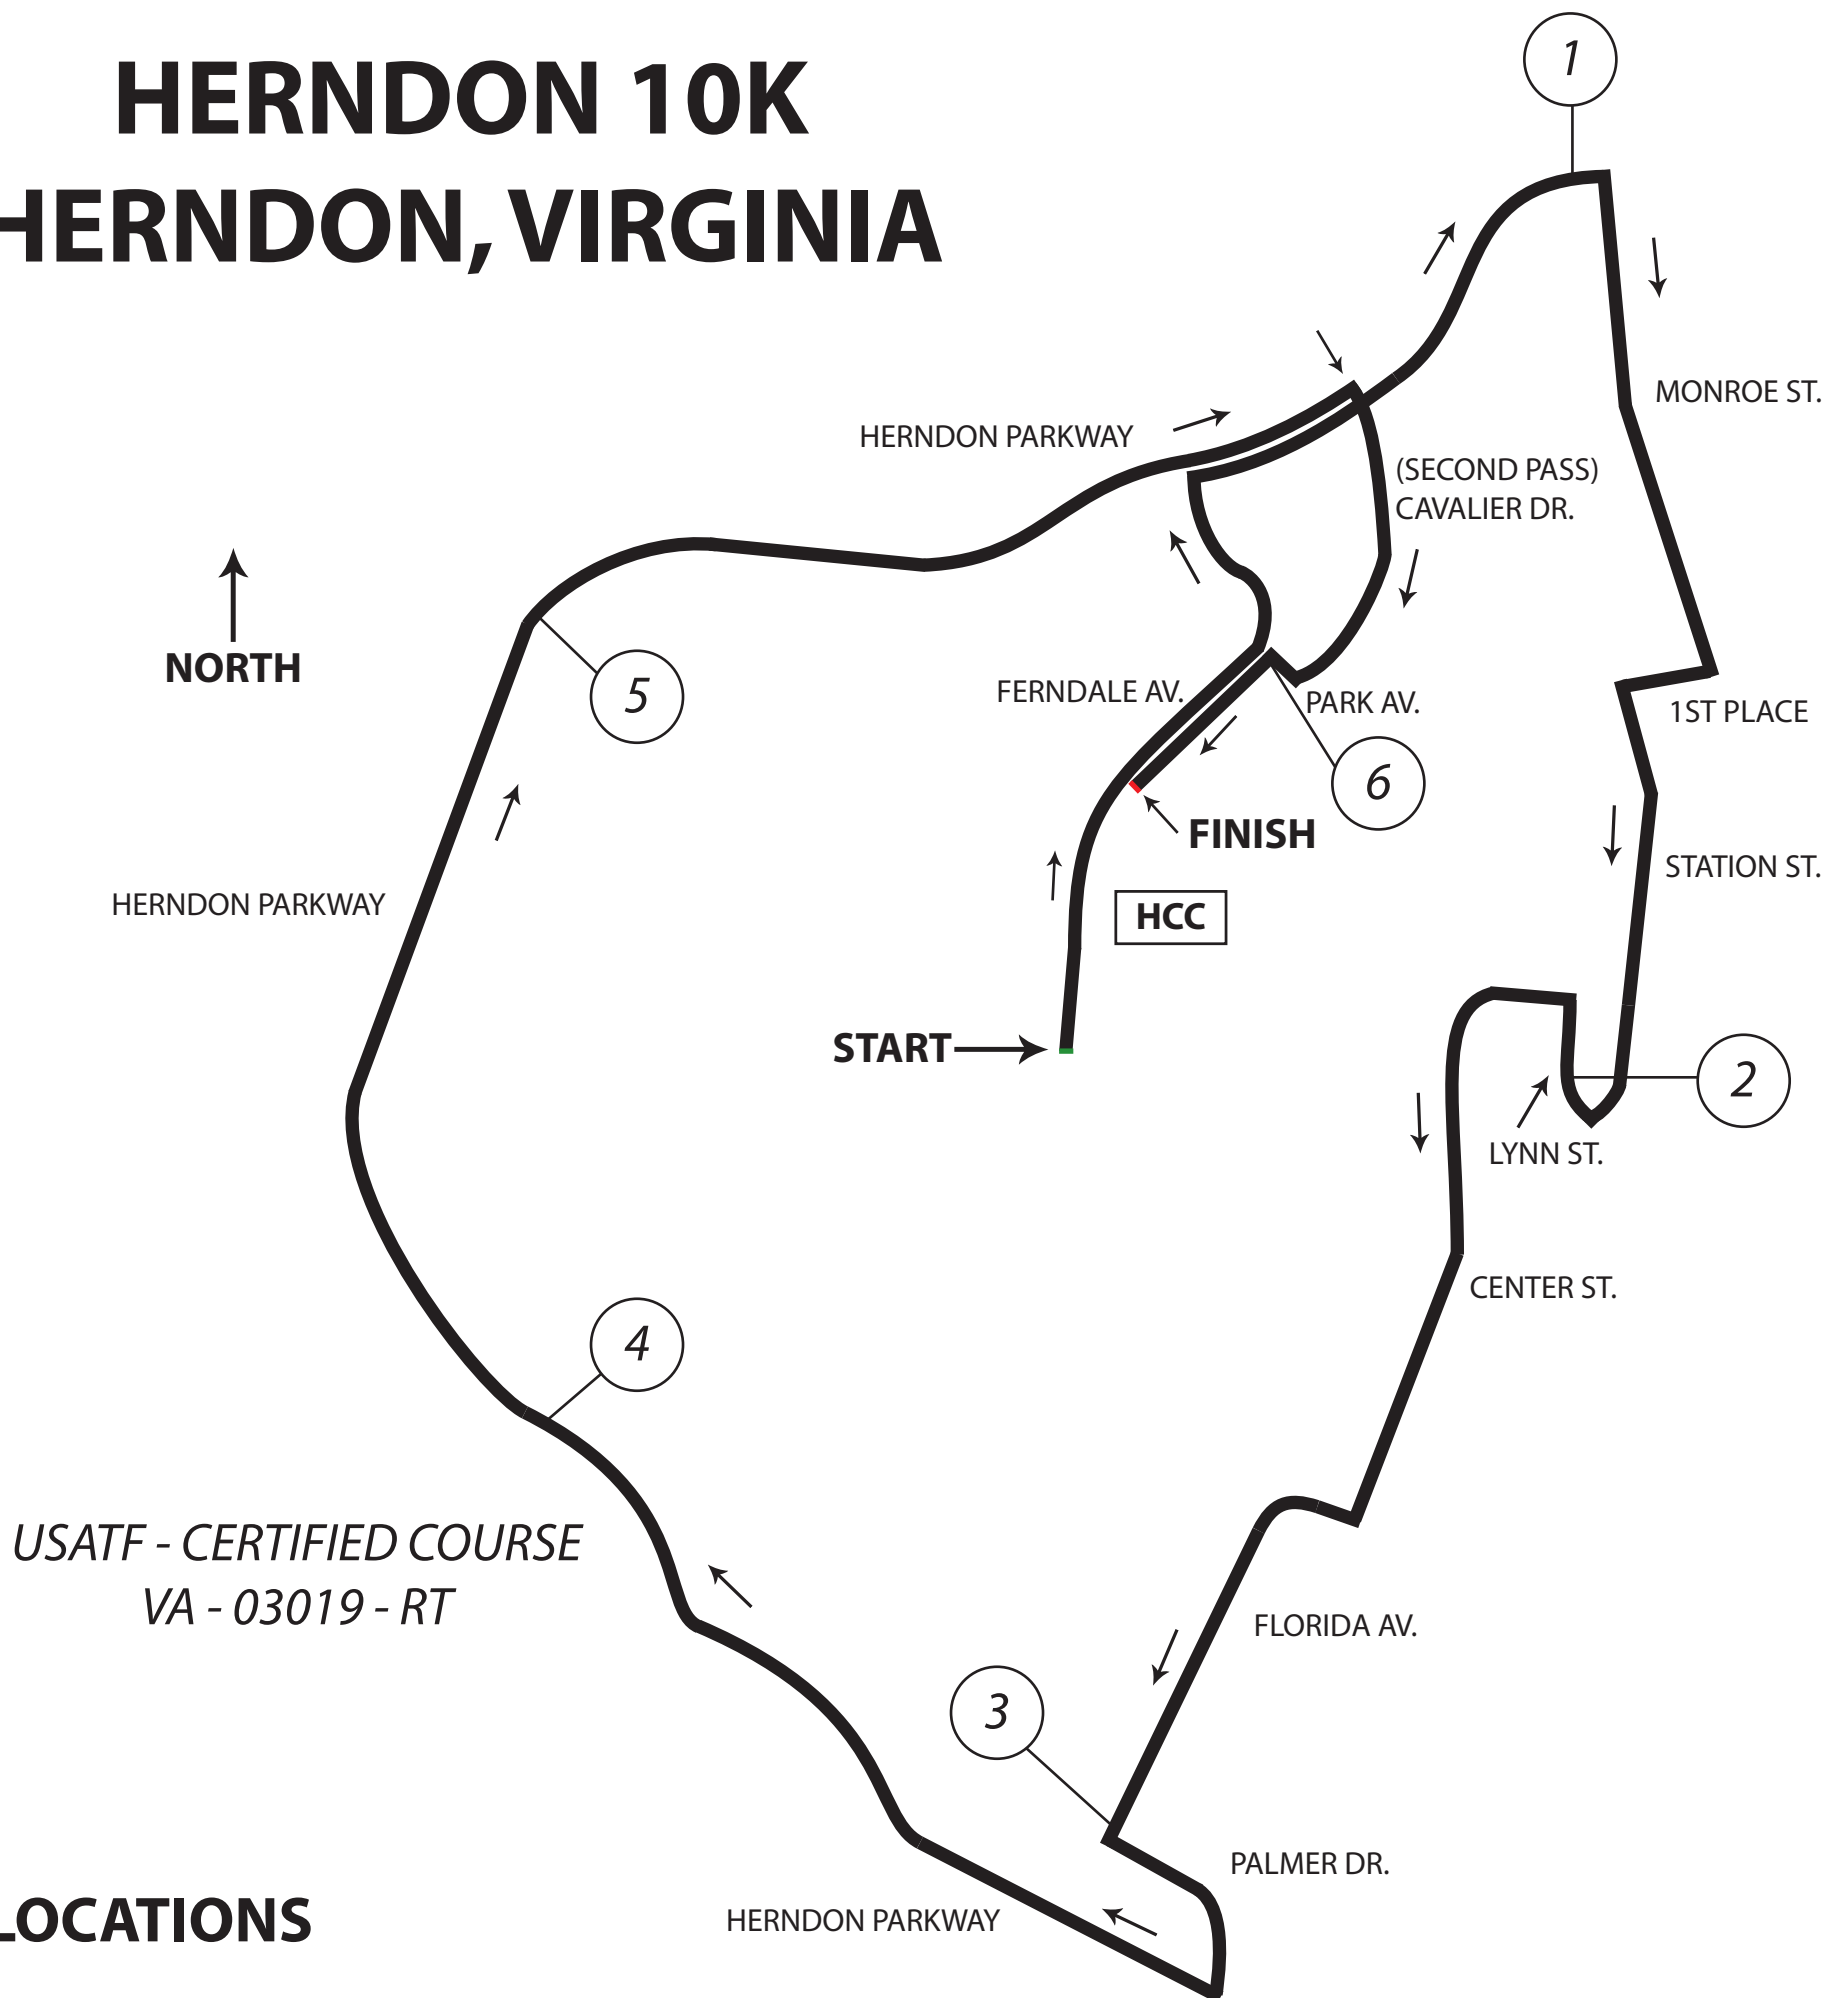 HERNDON 10K
HERNDON, VIRGINIA
1
MONROE ST.
HERNDON PARKWAY
(SECOND PASS)
CAVALIER DR.
NORTH
5
FERNDALE AV.
PARK AV.
1ST PLACE
6
FINISH
STATION ST.
HERNDON PARKWAY
HCC
START
2
LYNN ST.
CENTER ST.
4
USATF - CERTIFIED COURSE
VA - 03019 - RT
FLORIDA AV.
3
PALMER DR.
HERNDON PARKWAY
LOCATIONS